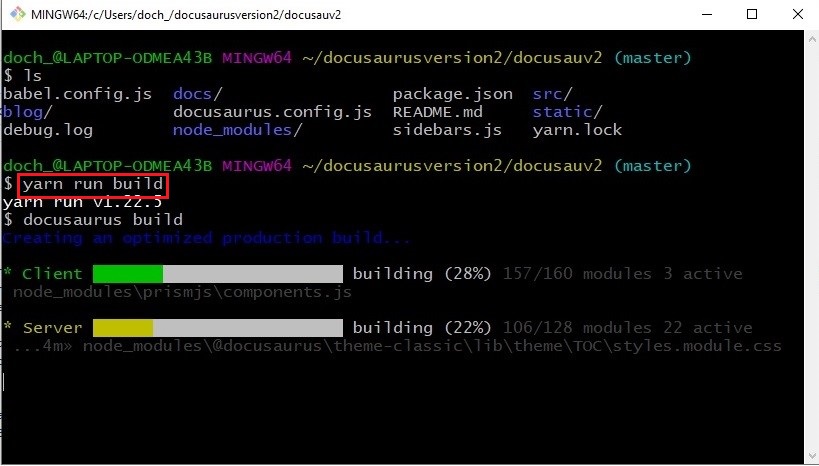 MINGW64:/c/Users/doch_/docusaurusversion2/docusauv2
doch_@LAPTOP-ODMEA43B MINGW64 ~/docusaurusversion2/docusauv2 (master)
$ ls
babel.config.js docs/ package.json src/
blog/ docusaurus.config.js README.md static/
debug.log node_modules/ sidebars.js yarn.lock
doch_@LAPTOP-ODMEA43B MINGW64 ~/docusaurusversion2/docusauv2 (master)
$ yarn run build
yarn run v1.22.5
$ docusaurus build
Creating an optimized production build...
* Client building (28%) 157/160 modules 3 active
node_modules\prismjs\components.js
* Server building (22%) 106/128 modules 22 active
...4m» node_modules\@docusaurus\theme-classic\lib\theme\TOC\styles.module.css